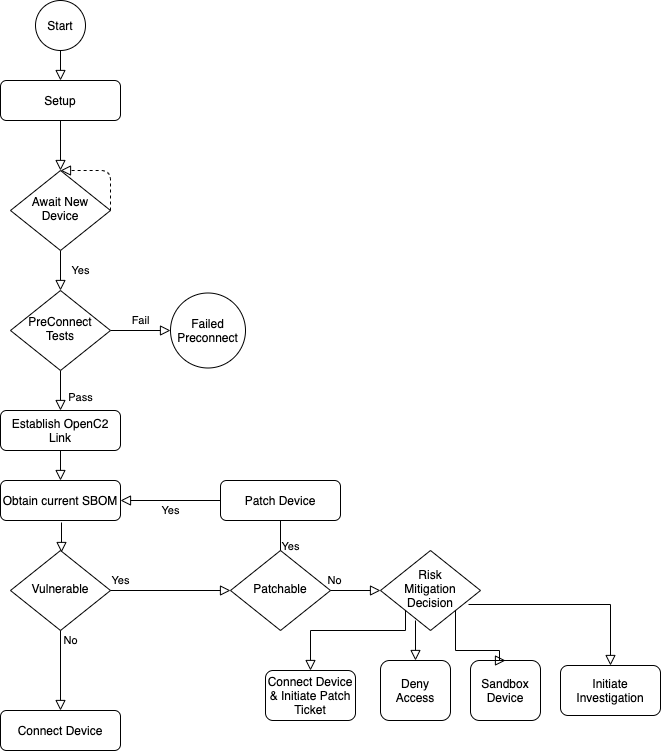 Start
Setup
Await New
Device
Yes
PreConnect
Tests
Fail
Failed
Preconnect
Pass
Establish OpenC2
Link
Obtain current SBOM
Yes
Patch Device
Yes
Vulnerable
Yes
Patchable
No
Risk
Mitigation
Decision
No
Connect Device
& Initiate Patch
Ticket
Deny
Access
Sandbox
Device
Initiate
Investigation
Connect Device